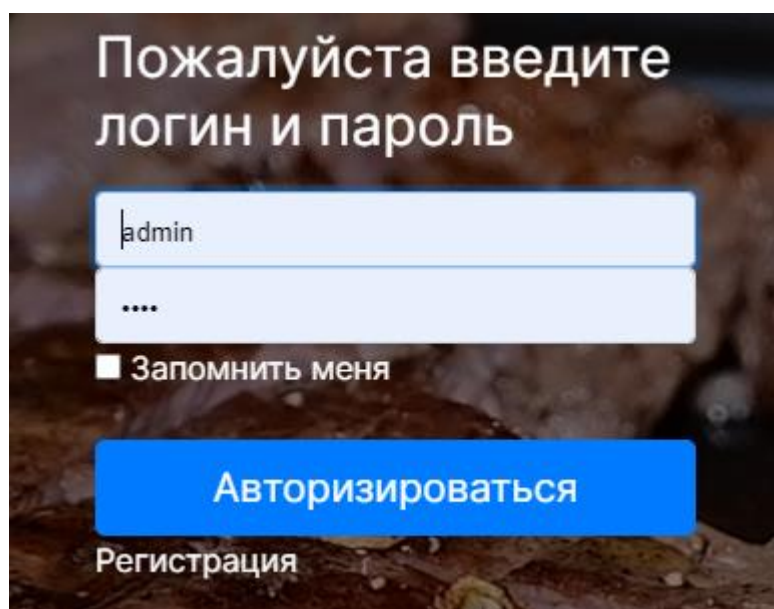 Пожалуйста введите
логин и пароль
admin
••••
Запомнить меня
Авторизироваться
Регистрация